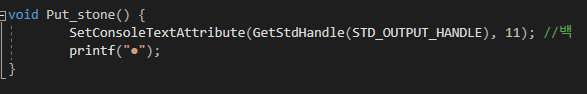 void Put_stone() {
SetConsoleTextAttribute(GetStdHandle(STD_OUTPUT_HANDLE), 11); //백
printf("●");
}